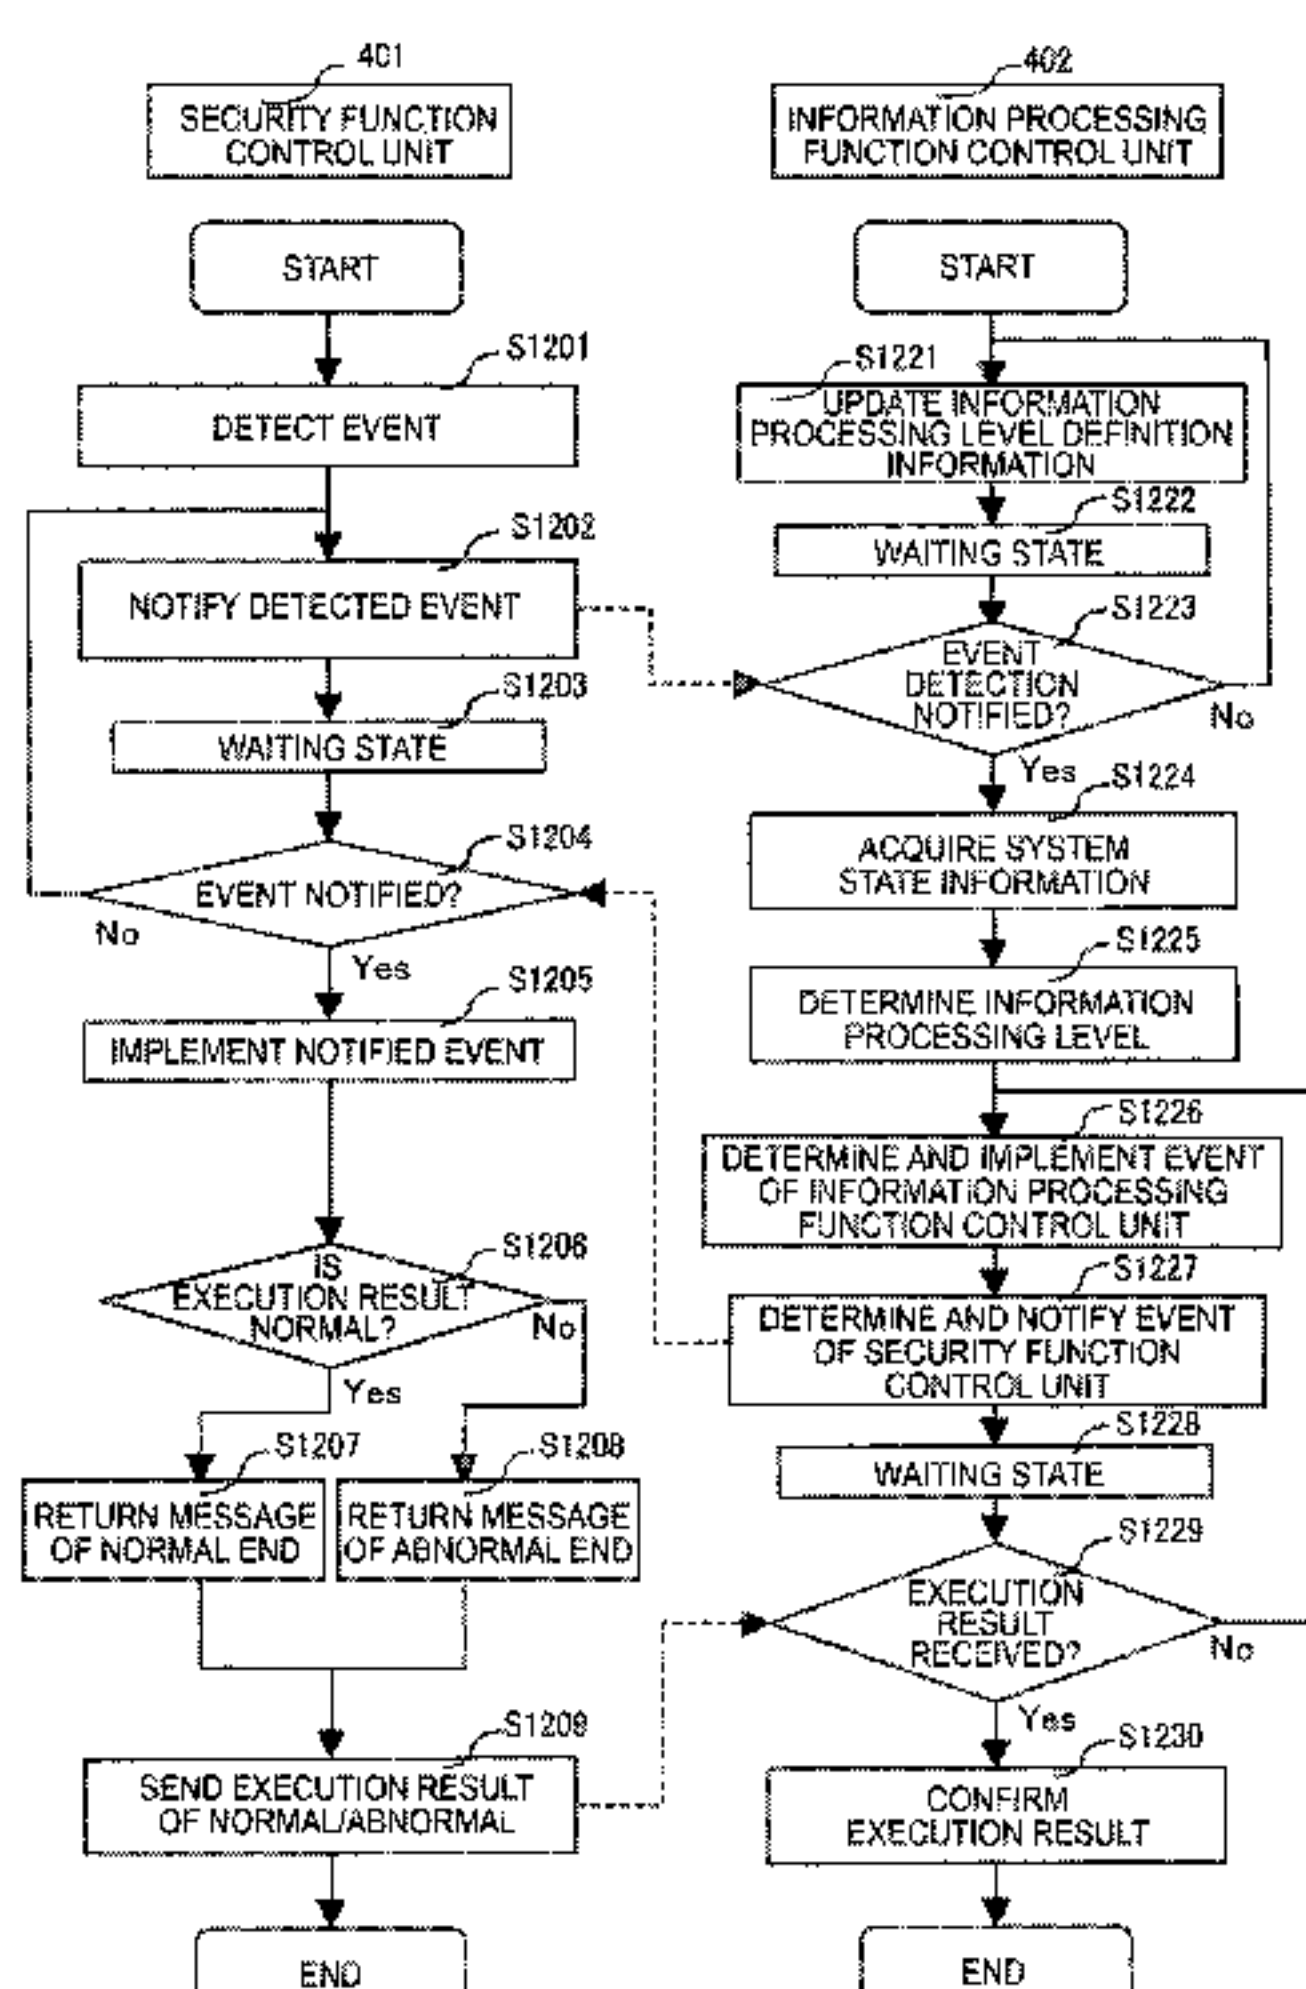 401
SECURITY FUNCTION
CONTROL UNIT
START
S1201
DETECT EVENT
S1202
NOTIFY DETECTED EVENT
S1203
WAITING STATE
S1204
EVENT NOTIFIED?
No
Yes
S1205
IMPLEMENT NOTIFIED EVENT
S1206
IS
EXECUTION RESULT
NORMAL?
No
Yes
S1207
RETURN MESSAGE
OF NORMAL END
S1208
RETURN MESSAGE
OF ABNORMAL END
S1209
SEND EXECUTION RESULT
OF NORMAL/ABNORMAL
END
402
INFORMATION PROCESSING
FUNCTION CONTROL UNIT
START
S1221
UPDATE INFORMATION
PROCESSING LEVEL DEFINITION
INFORMATION
S1222
WAITING STATE
S1223
EVENT
DETECTION
NOTIFIED?
No
Yes
S1224
ACQUIRE SYSTEM
STATE INFORMATION
S1225
DETERMINE INFORMATION
PROCESSING LEVEL
S1226
DETERMINE AND IMPLEMENT EVENT
OF INFORMATION PROCESSING
FUNCTION CONTROL UNIT
S1227
DETERMINE AND NOTIFY EVENT
OF SECURITY FUNCTION
CONTROL UNIT
S1228
WAITING STATE
S1229
EXECUTION
RESULT
RECEIVED?
No
Yes
S1230
CONFIRM
EXECUTION RESULT
END